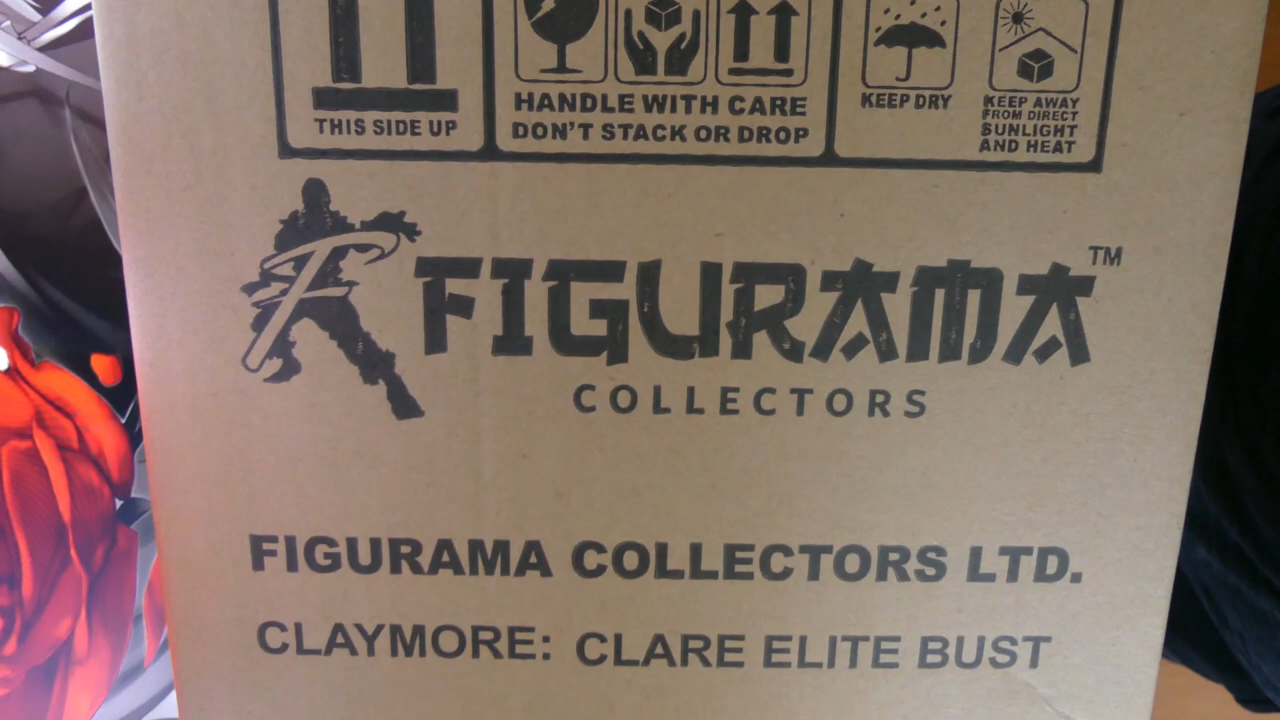 THIS SIDE UP
HANDLE WITH CARE
DON'T STACK OR DROP
KEEP DRY
KEEP AWAY
FROM DIRECT
SUNLIGHT
AND HEAT
F FIGURAMA™
COLLECTORS
FIGURAMA COLLECTORS LTD.
CLAYMORE: CLARE ELITE BUST